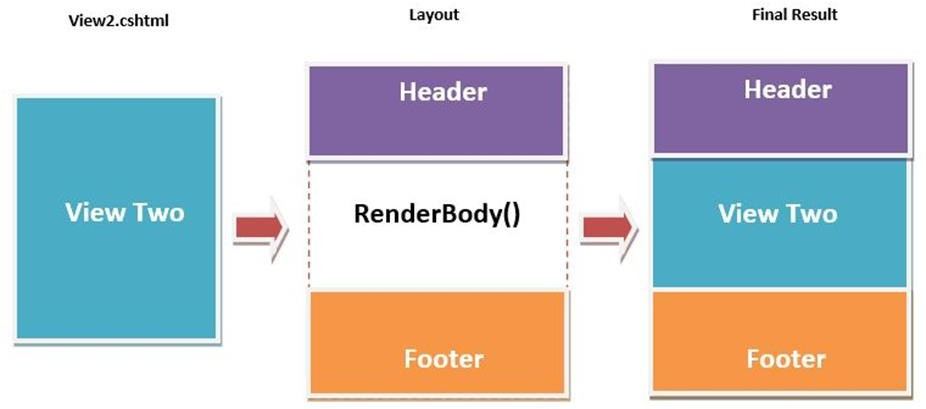 View2.cshtml
Layout
Final Result
View Two
Header
RenderBody()
Footer
Header
View Two
Footer